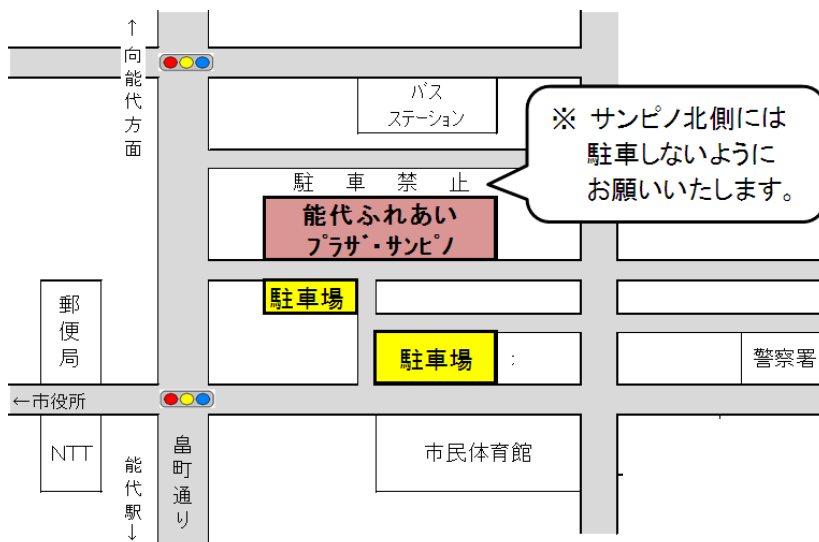 ↑向能代方面
バス
ステーション
※ サンピノ北側には
駐車しないように
お願いいたします。
駐車禁止
能代ふれあい
プラザ・サンピノ
駐車場
郵便局
駐車場
警察署
←市役所
NTT
市民体育館
畠町通り
能代駅↓